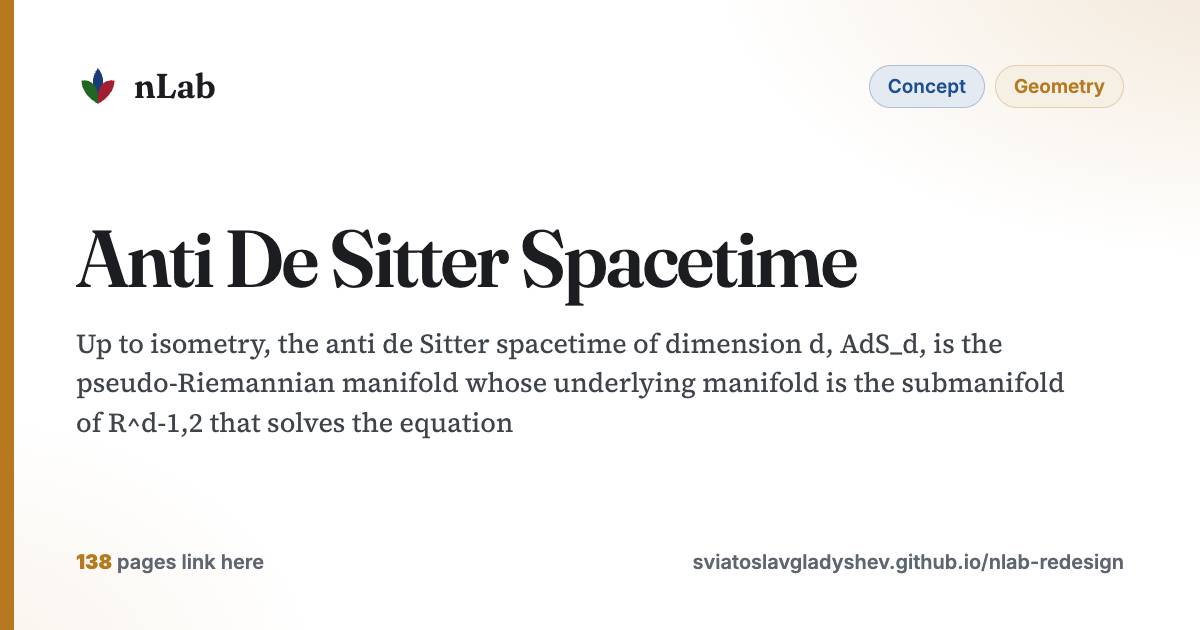 nLab
Concept
Geometry
Anti De Sitter Spacetime
Up to isometry, the anti de Sitter spacetime of dimension d, AdS_d, is the
pseudo-Riemannian manifold whose underlying manifold is the submanifold
of R^d-1,2 that solves the equation
138 pages link here
sviatoslavgladyshev.github.io/nlab-redesign